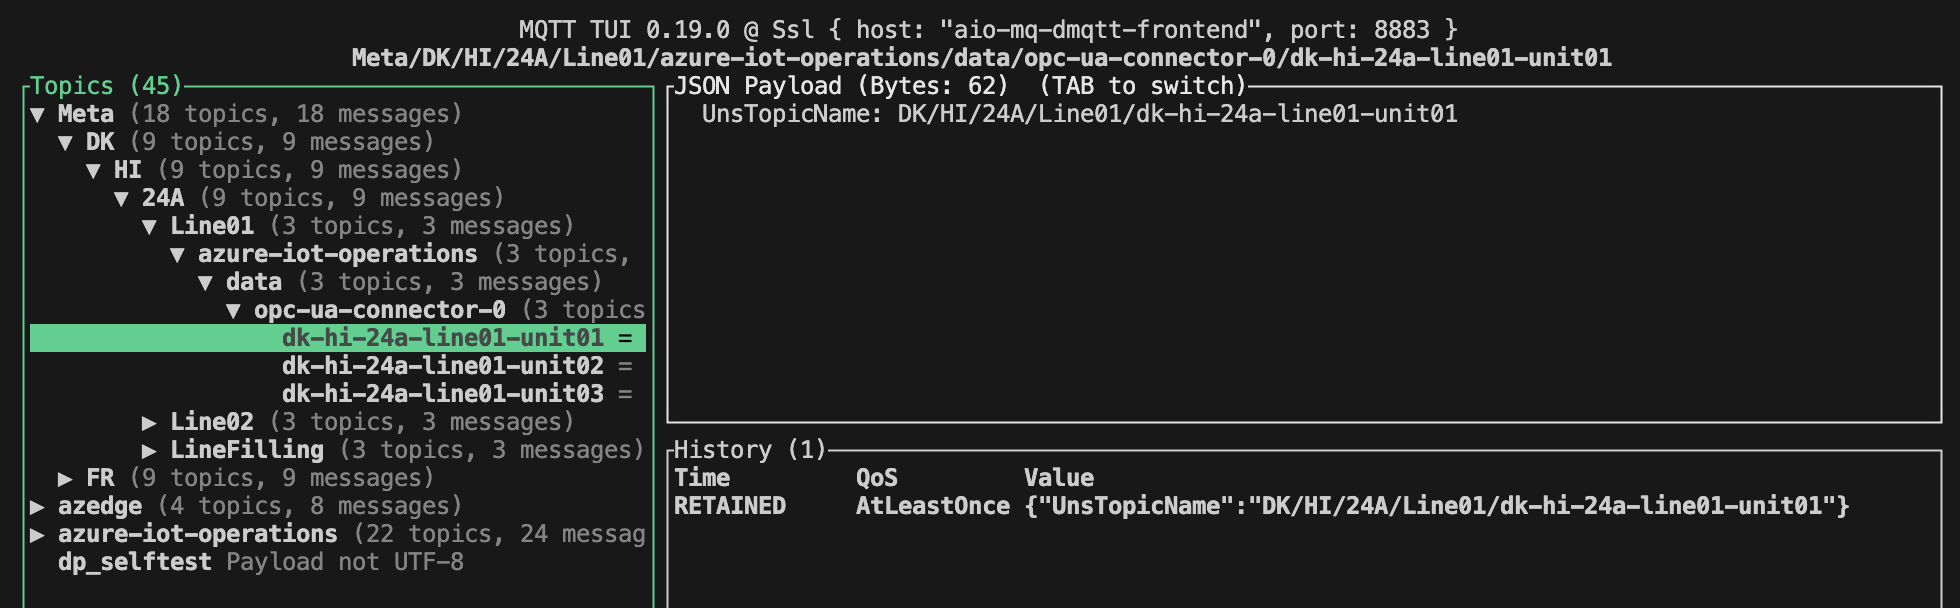 MQTT TUI 0.19.0 @ Ssl { host: "aio-mq-dmqtt-frontend", port: 8883 }
Meta/DK/HI/24A/Line01/azure-iot-operations/data/opc-ua-connector-0/dk-hi-24a-line01-unit01
Topics (45)
▼ Meta (18 topics, 18 messages)
▼ DK (9 topics, 9 messages)
▼ HI (9 topics, 9 messages)
▼ 24A (9 topics, 9 messages)
▼ Line01 (3 topics, 3 messages)
▼ azure-iot-operations (3 topics,
▼ data (3 topics, 3 messages)
▼ opc-ua-connector-0 (3 topics
dk-hi-24a-line01-unit01 =
dk-hi-24a-line01-unit02 =
dk-hi-24a-line01-unit03 =
▶ Line02 (3 topics, 3 messages)
▶ LineFilling (3 topics, 3 messages)
▶ FR (9 topics, 9 messages)
▶ azedge (4 topics, 8 messages)
▶ azure-iot-operations (22 topics, 24 messag
dp_selftest Payload not UTF-8
JSON Payload (Bytes: 62) (TAB to switch)
UnsTopicName: DK/HI/24A/Line01/dk-hi-24a-line01-unit01
History (1)
Time QoS Value
RETAINED AtLeastOnce {"UnsTopicName":"DK/HI/24A/Line01/dk-hi-24a-line01-unit01"}